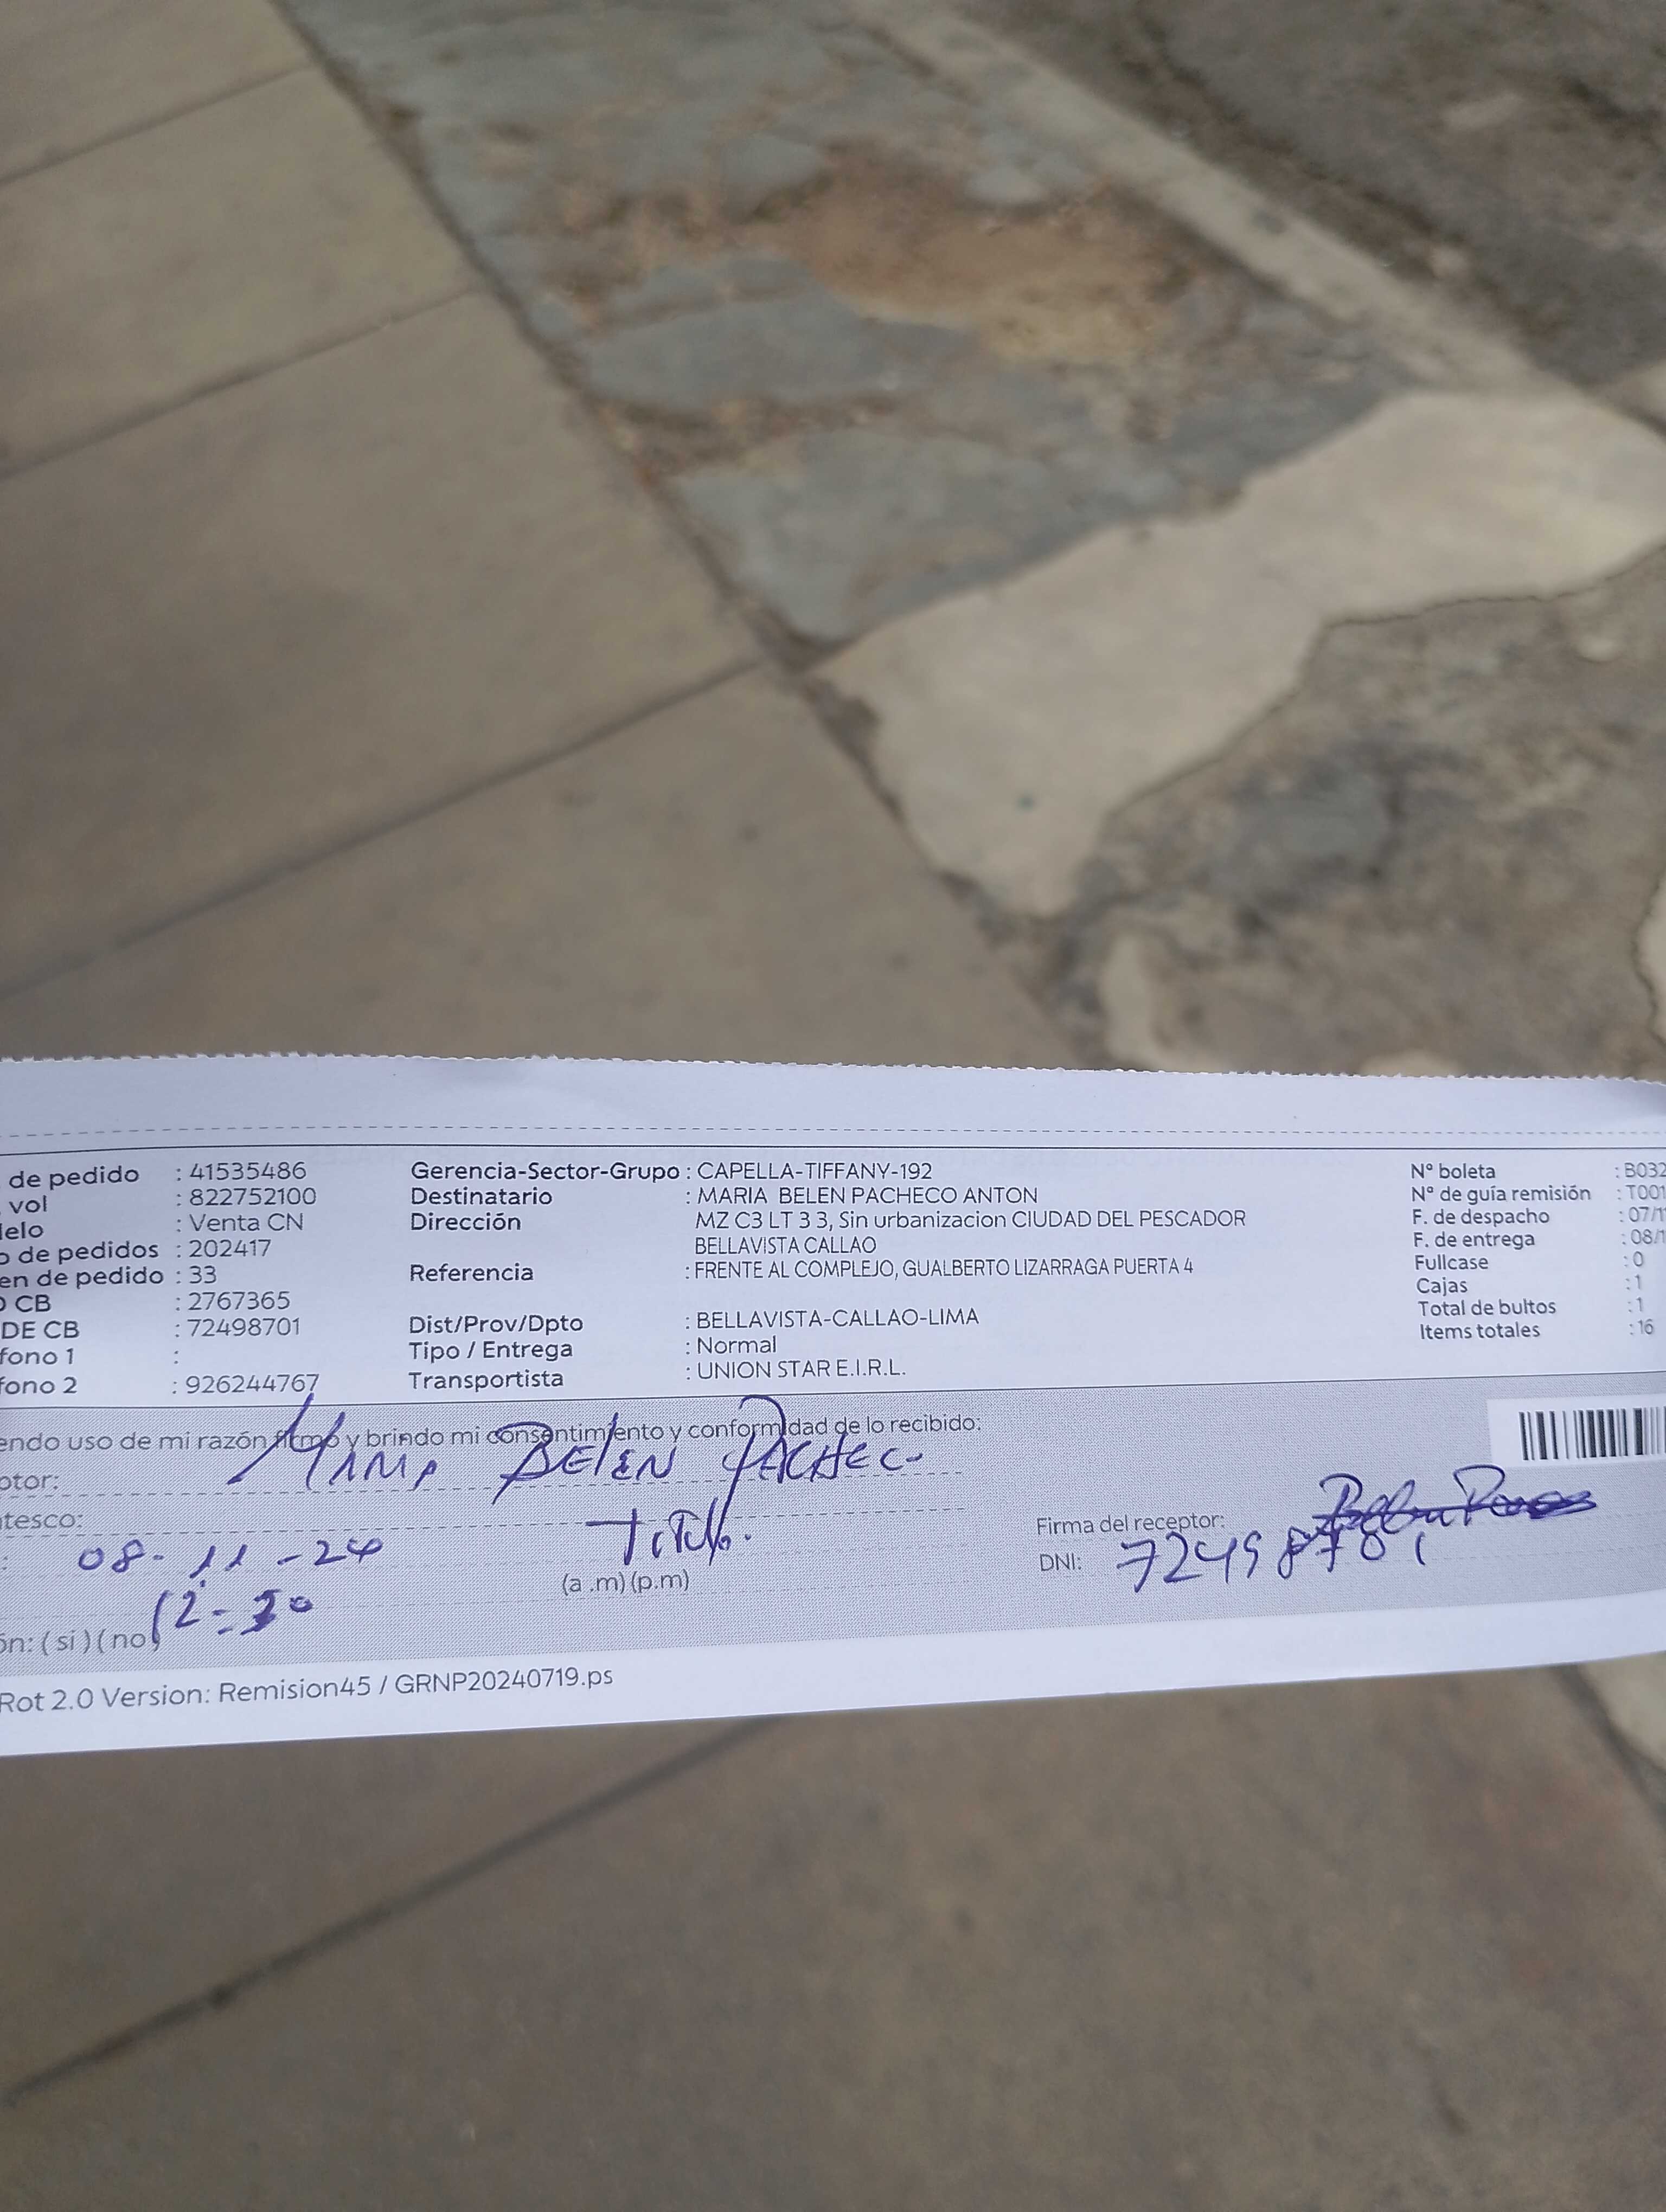 de pedido : 41535486
vol : 822752100
elo : Venta CN
o de pedidos : 202417
en de pedido : 33
CB : 2767365
DE CB : 72498701
fono 1 :
fono 2 : 926244767
Gerencia-Sector-Grupo : CAPELLA-TIFFANY-192
Destinatario : MARIA BELEN PACHECO ANTON
Dirección MZ C3 LT 3 3, Sin urbanizacion CIUDAD DEL PESCADOR
BELLAVISTA CALLAO
Referencia : FRENTE AL COMPLEJO, GUALBERTO LIZARRAGA PUERTA 4
Dist/Prov/Dpto : BELLAVISTA-CALLAO-LIMA
Tipo / Entrega : Normal
Transportista : UNION STAR E.I.R.L.
Nº boleta : B032
Nº de guía remisión : T001
F. de despacho : 07/1
F. de entrega : 08/1
Fullcase : 0
Cajas : 1
Total de bultos : 1
Items totales : 16
endo uso de mi razón firmo y brindo mi consentimiento y conformidad de lo recibido:
ptor: MARIA BELEN PACHECO
tesco: Titular
: 08-11-24
12:30 (a .m) (p.m)
ón: ( si ) ( no )
Firma del receptor:
DNI: 72498701
Rot 2.0 Version: Remision45 / GRNP20240719.ps